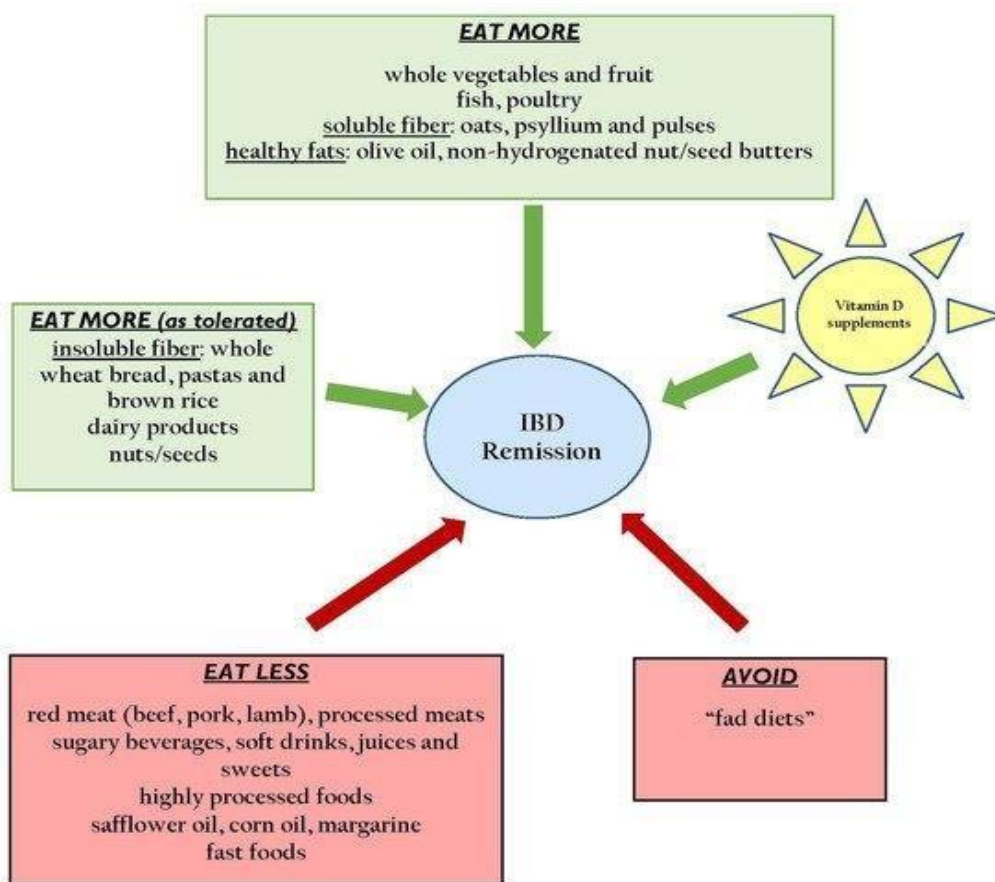 EAT MORE
whole vegetables and fruit
fish, poultry
soluble fiber: oats, psyllium and pulses
healthy fats: olive oil, non-hydrogenated nut/seed butters
Vitamin D
supplements
EAT MORE (as tolerated)
insoluble fiber: whole
wheat bread, pastas and
brown rice
dairy products
nuts/seeds
IBD
Remission
EAT LESS
red meat (beef, pork, lamb), processed meats
sugary beverages, soft drinks, juices and
sweets
highly processed foods
safflower oil, corn oil, margarine
fast foods
AVOID
“fad diets”